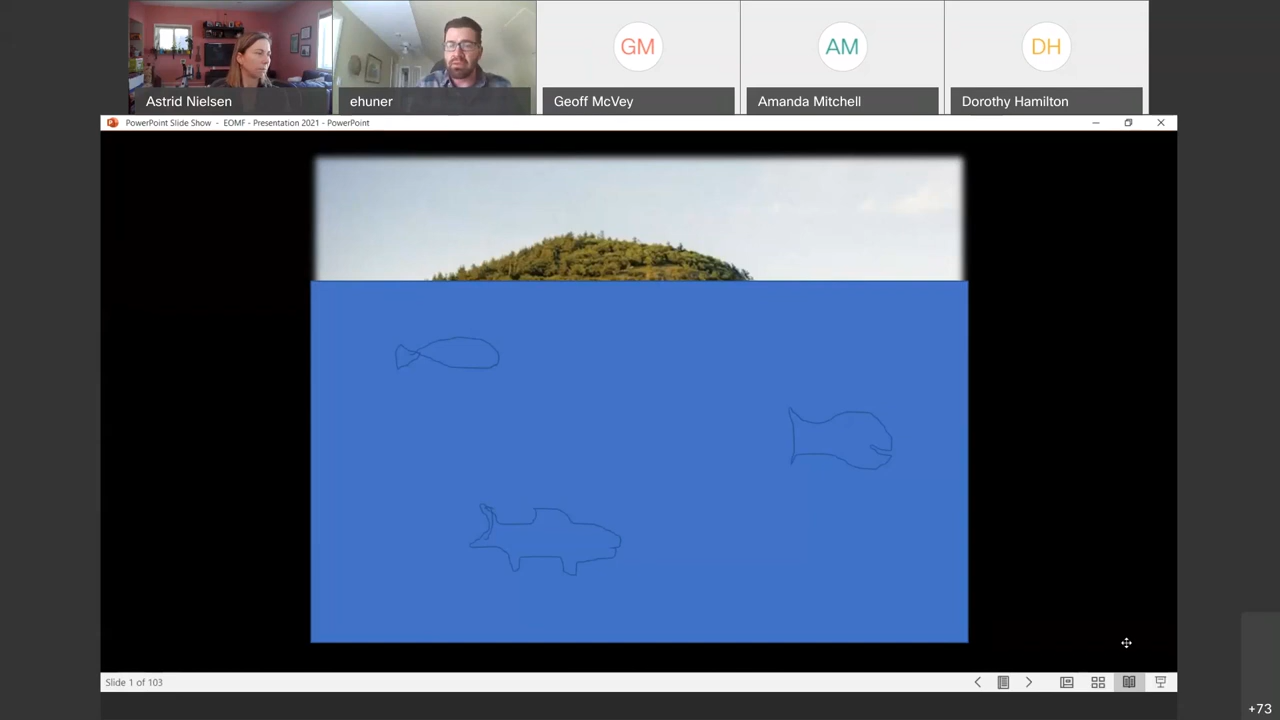 GM
AM
DH
Astrid Nielsen
ehuner
Geoff McVey
Amanda Mitchell
Dorothy Hamilton
PowerPoint Slide Show - EOMF - Presentation 2021 - PowerPoint
Slide 1 of 103
+73